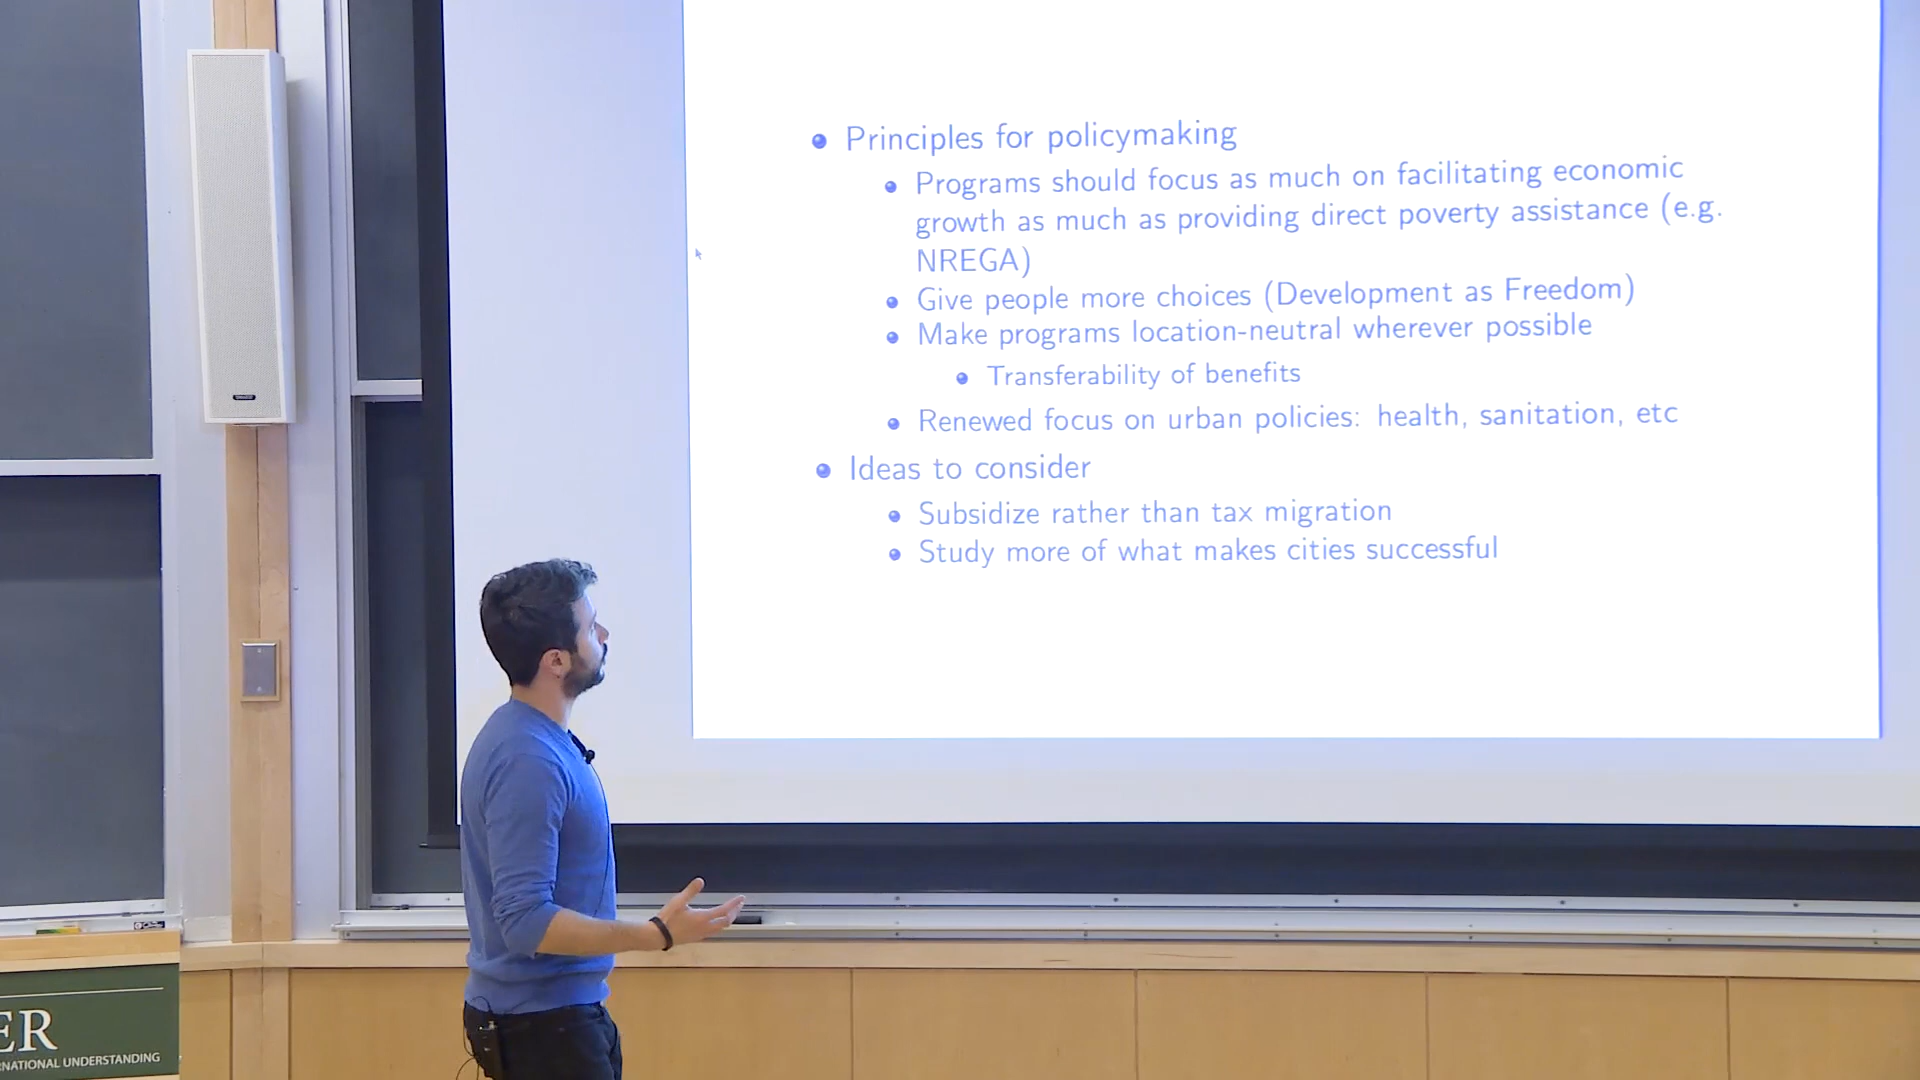 Principles for policymaking
Programs should focus as much on facilitating economic
growth as much as providing direct poverty assistance (e.g.
NREGA)
Give people more choices (Development as Freedom)
Make programs location-neutral wherever possible
Transferability of benefits
Renewed focus on urban policies: health, sanitation, etc
Ideas to consider
Subsidize rather than tax migration
Study more of what makes cities successful
ER
RNATIONAL UNDERSTANDING